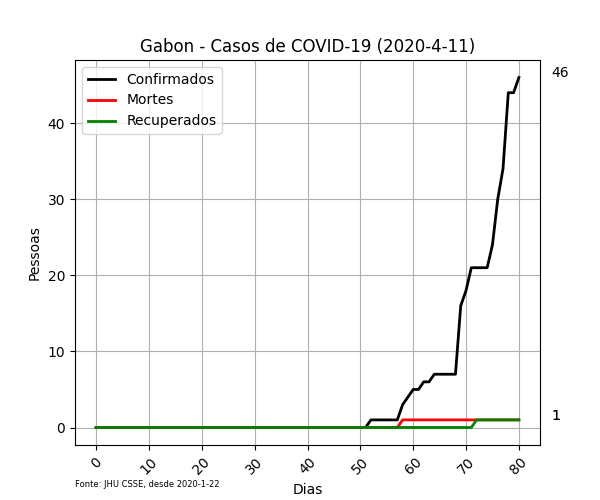 Gabon - Casos de COVID-19 (2020-4-11)
Confirmados
Mortes
Recuperados
46
40
30
20
10
0
1
Pessoas
0 10 20 30 40 50 60 70 80
Dias
Fonte: JHU CSSE, desde 2020-1-22